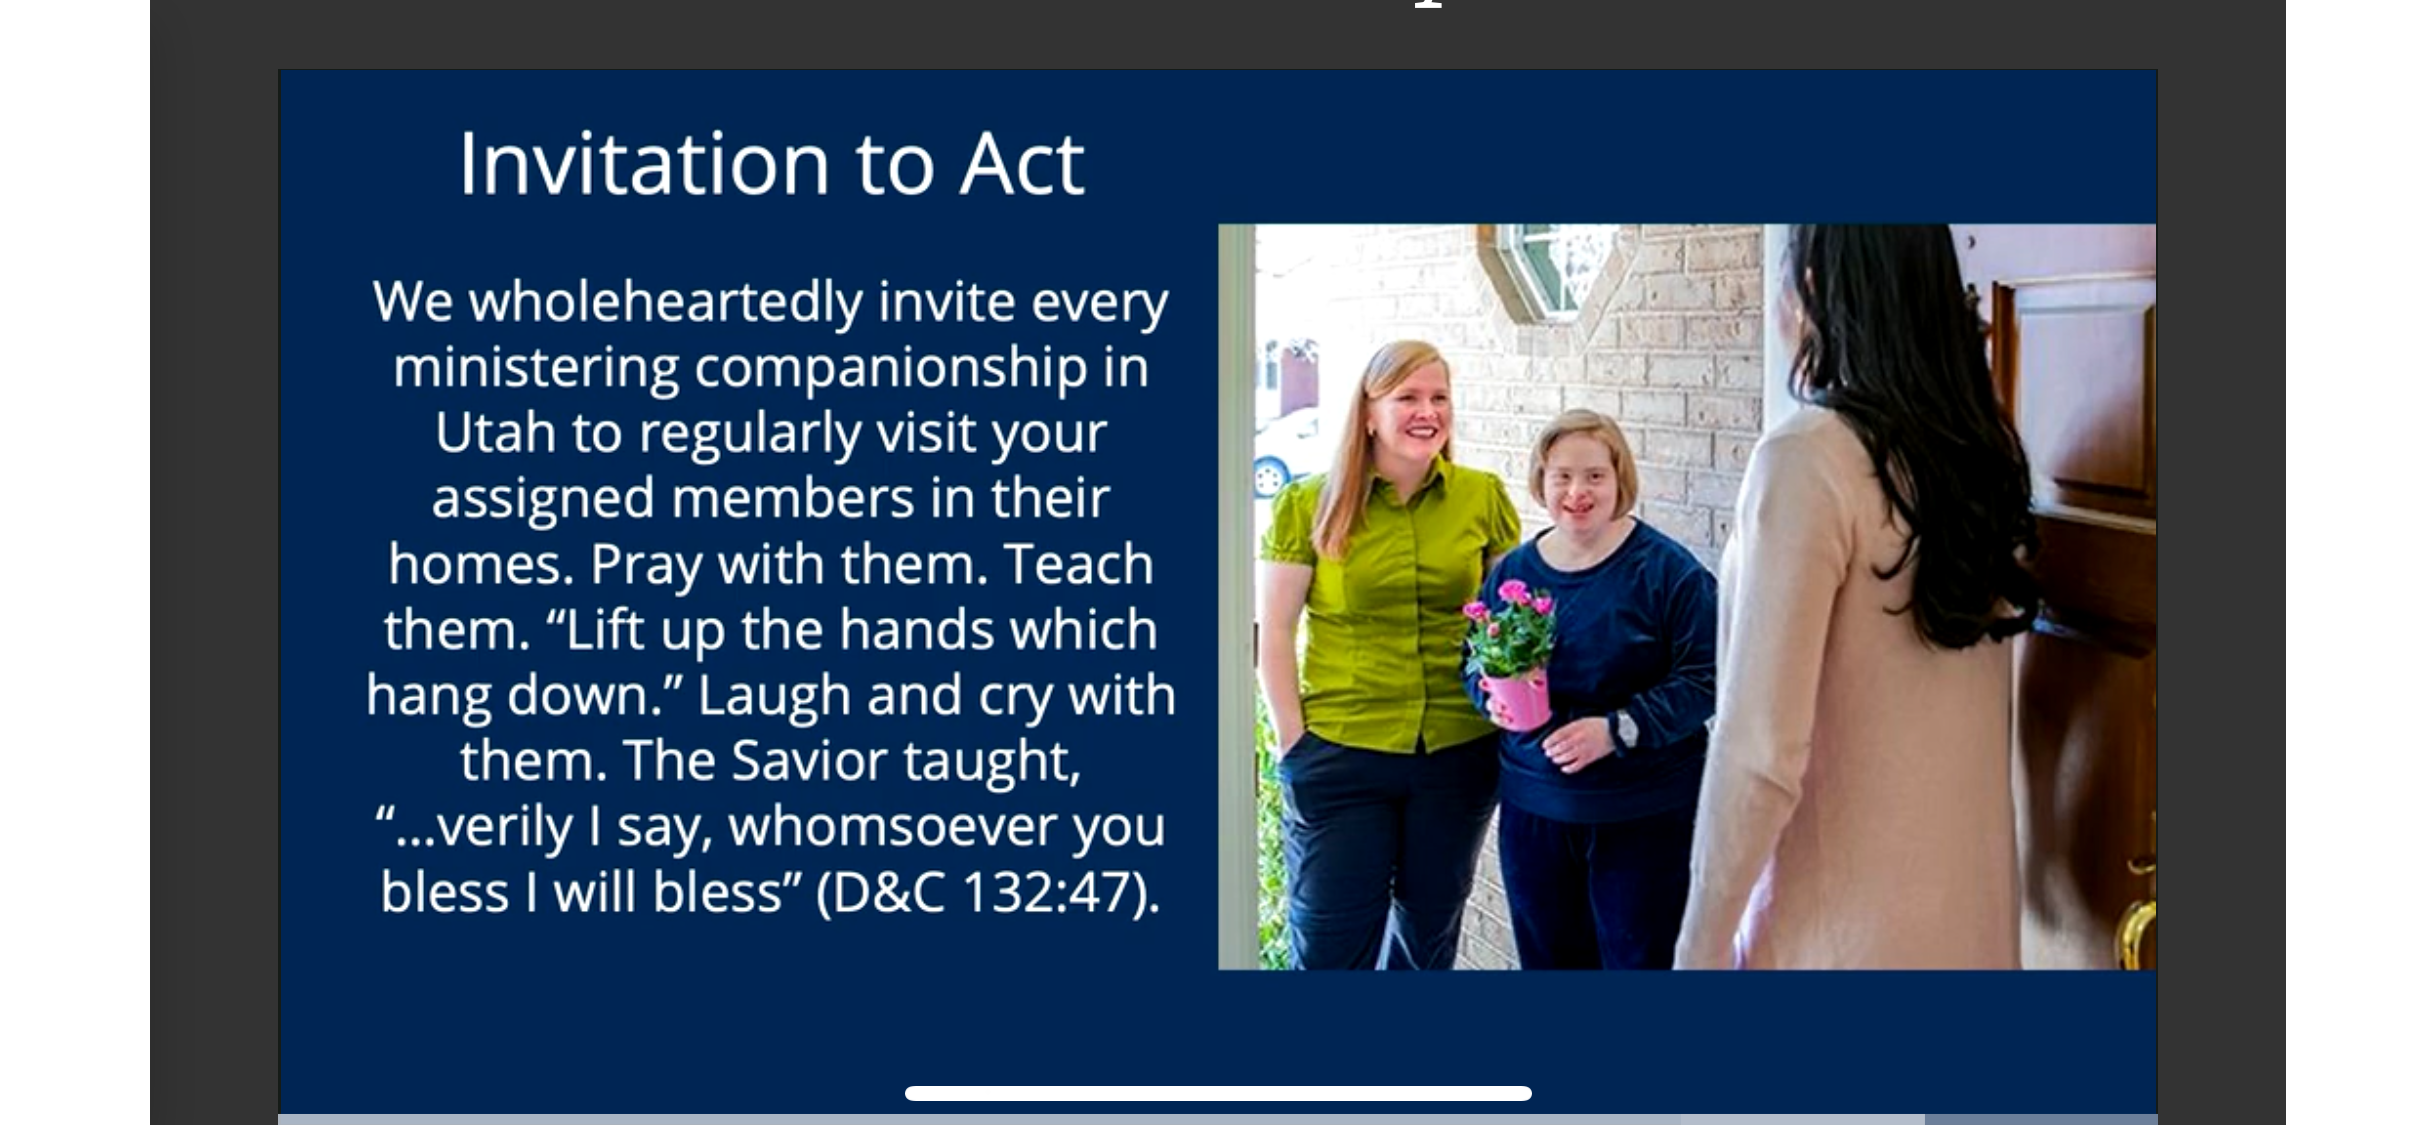 Invitation to Act
We wholeheartedly invite every
ministering companionship in
Utah to regularly visit your
assigned members in their
homes. Pray with them. Teach
them. “Lift up the hands which
hang down.” Laugh and cry with
them. The Savior taught,
“...verily I say, whomsoever you
bless I will bless” (D&C 132:47).